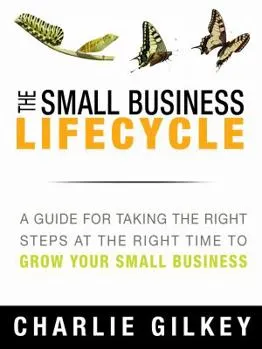 THE SMALL BUSINESS
LIFECYCLE
A GUIDE FOR TAKING THE RIGHT
STEPS AT THE RIGHT TIME TO
GROW YOUR SMALL BUSINESS
CHARLIE GILKEY